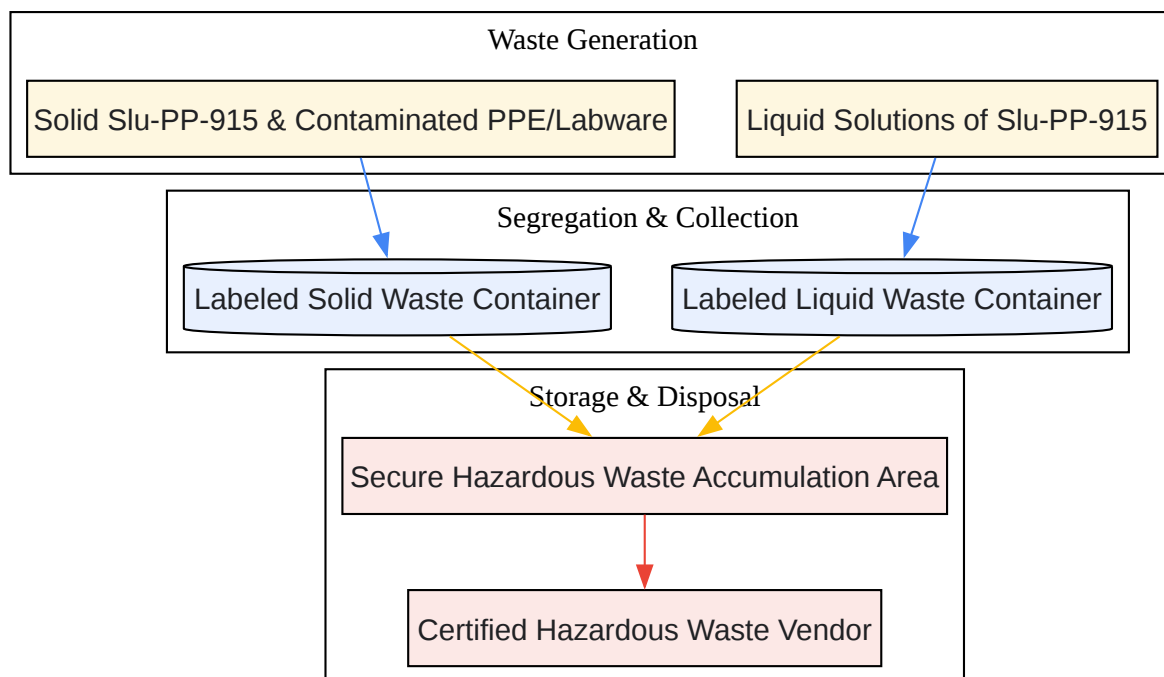 Waste Generation
Solid Slu-PP-915 & Contaminated PPE/Labware
Liquid Solutions of Slu-PP-915
Segregation & Collection
Labeled Solid Waste Container
Labeled Liquid Waste Container
Storage & Disposal
Secure Hazardous Waste Accumulation Area
Certified Hazardous Waste Vendor